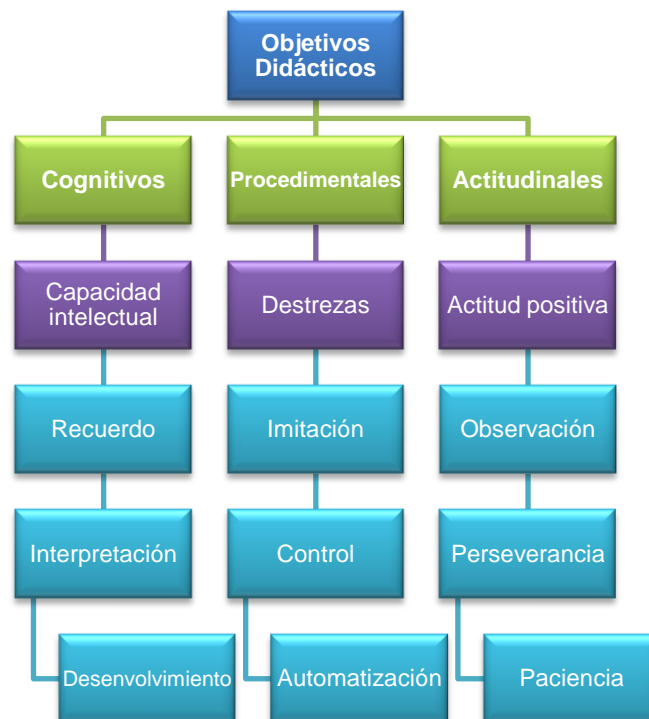 Objetivos
Didácticos
Cognitivos
Procedimentales
Actitudinales
Capacidad
intelectual
Destrezas
Actitud positiva
Recuerdo
Imitación
Observación
Interpretación
Control
Perseverancia
Desenvolvimiento
Automatización
Paciencia